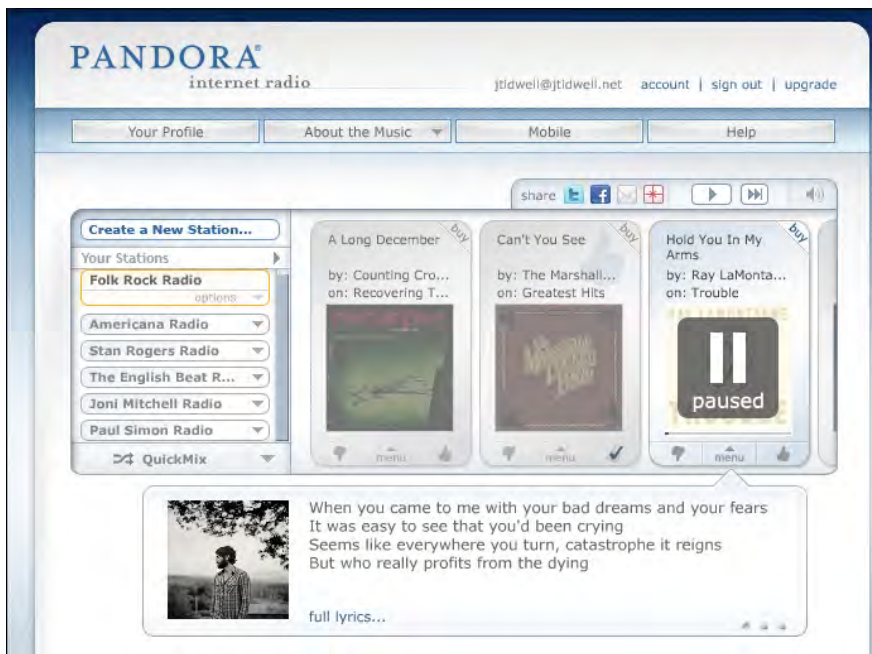 PANDORA®
internet radio
jtidwell@jtidwell.net account | sign out | upgrade
Your Profile
About the Music
Mobile
Help
share
Create a New Station...
Your Stations
Folk Rock Radio
options
Americana Radio
Stan Rogers Radio
The English Beat R...
Joni Mitchell Radio
Paul Simon Radio
QuickMix
buy
A Long December
by: Counting Cro...
on: Recovering T...
menu
buy
Can't You See
by: The Marshall...
on: Greatest Hits
menu
buy
Hold You In My
Arms
by: Ray LaMonta...
on: Trouble
paused
TROUBLE
menu
When you came to me with your bad dreams and your fears
It was easy to see that you'd been crying
Seems like everywhere you turn, catastrophe it reigns
But who really profits from the dying
full lyrics...